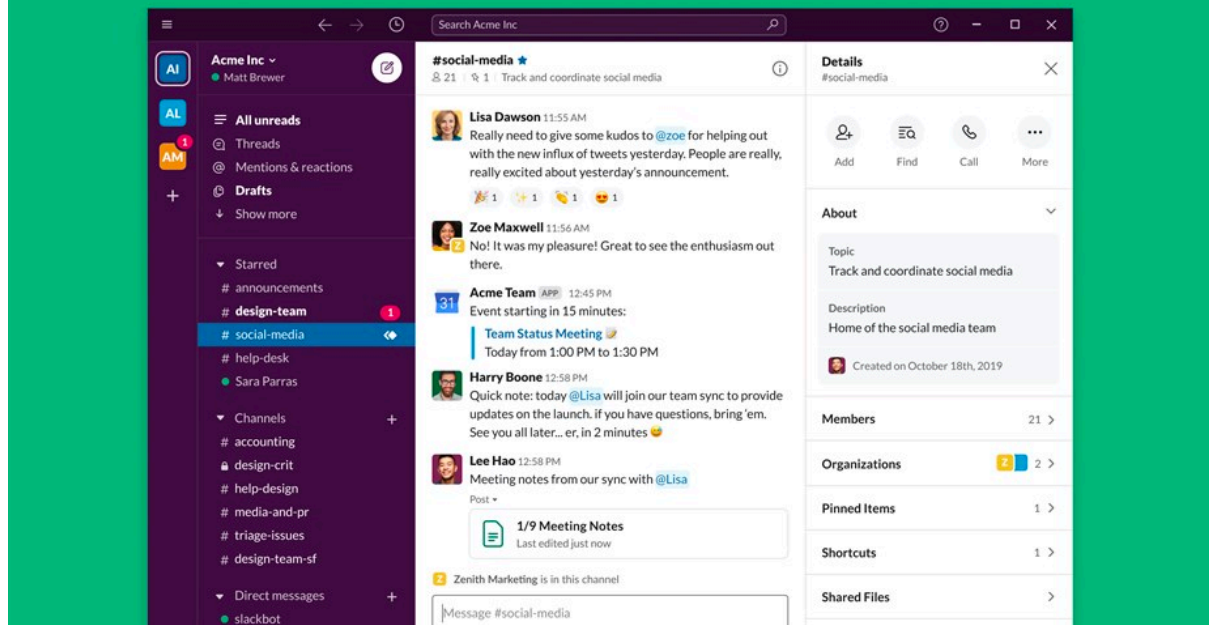 Search Acme Inc
AI
AL
1
AM
Acme Inc
Matt Brewer
All unreads
Threads
@ Mentions & reactions
Drafts
Show more
Starred
# announcements
# design-team 1
# social-media
# help-desk
Sara Parras
Channels +
# accounting
design-crit
# help-design
# media-and-pr
# triage-issues
# design-team-sf
Direct messages +
slackbot
#social-media
21 | 1 | Track and coordinate social media
Lisa Dawson 11:55 AM
Really need to give some kudos to @zoe for helping out
with the new influx of tweets yesterday. People are really,
really excited about yesterday's announcement.
1 1 1 1
Zoe Maxwell 11:56 AM
Z
No! It was my pleasure! Great to see the enthusiasm out
there.
31
Acme Team APP 12:45 PM
Event starting in 15 minutes:
Team Status Meeting
Today from 1:00 PM to 1:30 PM
Harry Boone 12:58 PM
Quick note: today @Lisa will join our team sync to provide
updates on the launch. if you have questions, bring 'em.
See you all later... er, in 2 minutes
Lee Hao 12:58 PM
Meeting notes from our sync with @Lisa
Post
1/9 Meeting Notes
Last edited just now
Z Zenith Marketing is in this channel
Message #social-media
Details
#social-media
Add Find Call More
About
Topic
Track and coordinate social media
Description
Home of the social media team
Created on October 18th, 2019
Members 21
Organizations Z 2
Pinned Items 1
Shortcuts 1
Shared Files